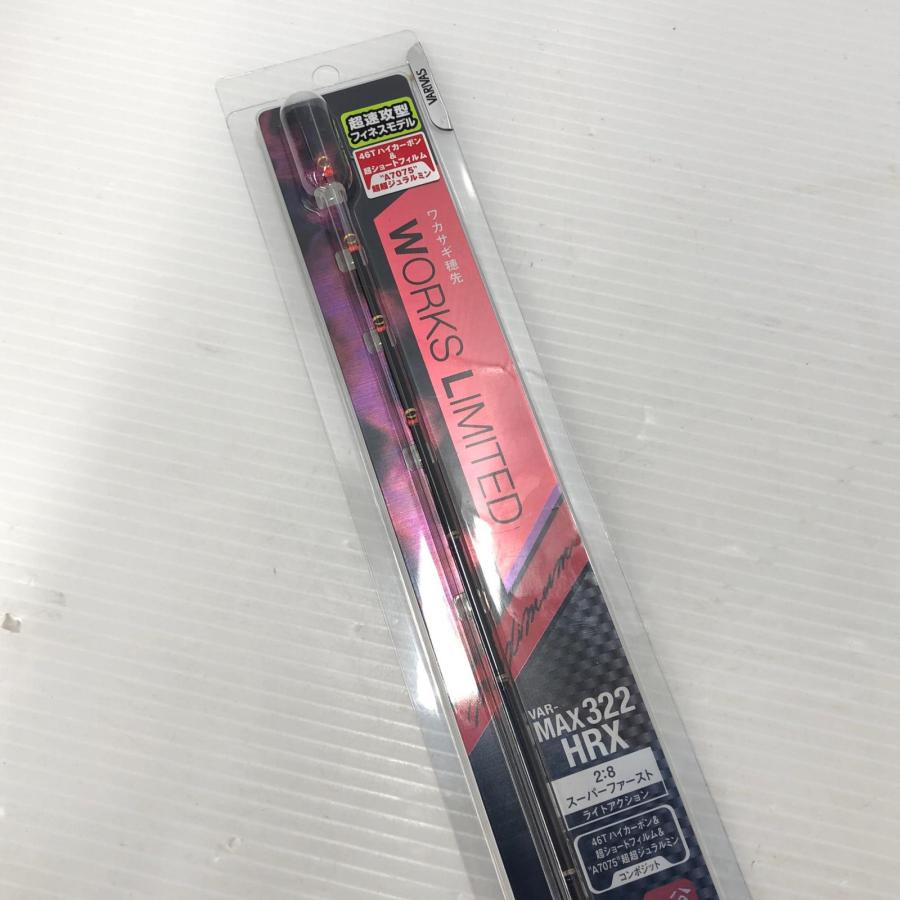 VARIVAS
超速攻型
フィネスモデル
46Tハイカーボン
&
超ショートフィルム
"A7075"
超超ジュラルミン
ワカサギ穂先
WORKS LIMITED
VAR-
MAX322
HRX
2:8
スーパーファースト
ライトアクション
46Tハイカーボン&
超ショートフィルム&
"A7075"超超ジュラルミン
コンポジット